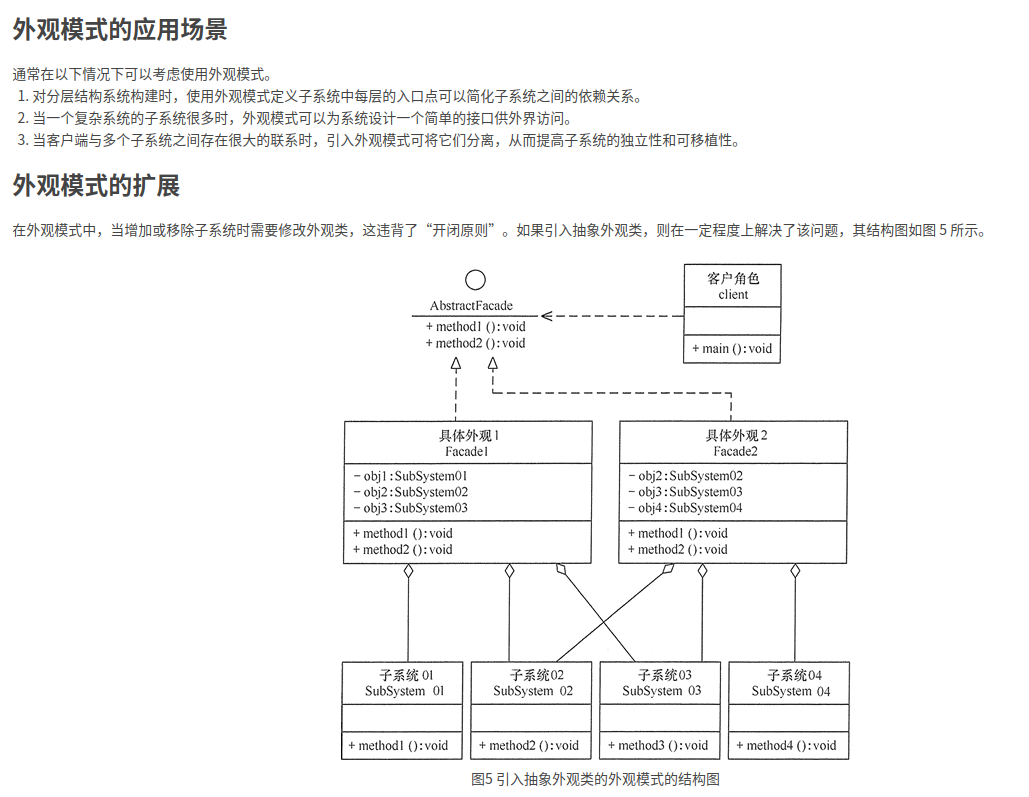 外观模式的应用场景
通常在以下情况下可以考虑使用外观模式。
1. 对分层结构系统构建时，使用外观模式定义子系统中每层的入口点可以简化子系统之间的依赖关系。
2. 当一个复杂系统的子系统很多时，外观模式可以为系统设计一个简单的接口供外界访问。
3. 当客户端与多个子系统之间存在很大的联系时，引入外观模式可将它们分离，从而提高子系统的独立性和可移植性。
外观模式的扩展
在外观模式中，当增加或移除子系统时需要修改外观类，这违背了“开闭原则”。如果引入抽象外观类，则在一定程度上解决了该问题，其结构图如图 5 所示。
AbstractFacade
+ method1 ():void
+ method2 ():void
客户角色
client
+ main ():void
具体外观1
Facade1
- obj1:SubSystem01
- obj2:SubSystem02
- obj3:SubSystem03
+ method1 ():void
+ method2 ():void
具体外观2
Facade2
- obj2:SubSystem02
- obj3:SubSystem03
- obj4:SubSystem04
+ method1 ():void
+ method2 ():void
子系统 01
SubSystem 01
+ method1 ():void
子系统02
SubSystem 02
+ method2 ():void
子系统03
SubSystem 03
+ method3 ():void
子系统04
SubSystem 04
+ method4 ():void
图5 引入抽象外观类的外观模式的结构图